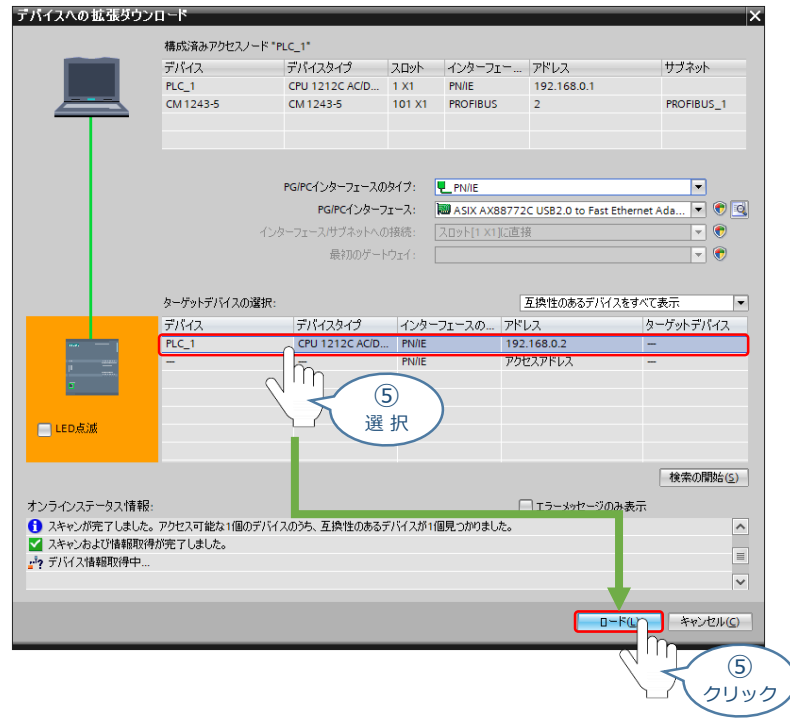 デバイスへの拡張ダウンロード
構成済みアクセスノード "PLC_1"
デバイス デバイスタイプ スロット インターフェー... アドレス サブネット
PLC_1 CPU 1212C AC/D... 1 X1 PN/IE 192.168.0.1
CM 1243-5 CM 1243-5 101 X1 PROFIBUS 2 PROFIBUS_1
PG/PCインターフェースのタイプ: PN/IE
PG/PCインターフェース: ASIX AX88772C USB2.0 to Fast Ethernet Ada...
インターフェース/サブネットへの接続: スロット[1 X1]に直接
最初のゲートウェイ:
ターゲットデバイスの選択: 互換性のあるデバイスをすべて表示
デバイス デバイスタイプ インターフェースの... アドレス ターゲットデバイス
PLC_1 CPU 1212C AC/D... PN/IE 192.168.0.2 —
— — PN/IE アクセスアドレス —
⑤
選 択
LED点滅
検索の開始(S)
オンラインステータス情報: エラーメッセージのみ表示
スキャンが完了しました。アクセス可能な1個のデバイスのうち、互換性のあるデバイスが1個見つかりました。
スキャンおよび情報取得が完了しました。
デバイス情報取得中...
ロード(L) キャンセル(C)
⑤
クリック